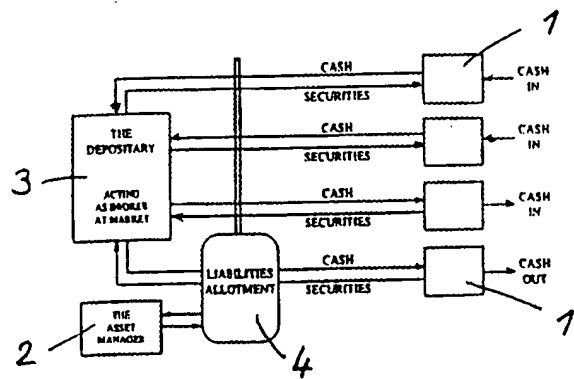 1
CASH
CASH
IN
SECURITIES
THE
DEPOSITARY
CASH
CASH
IN
SECURITIES
3
ACTING
AS BROKER
AT MARKET
CASH
CASH
IN
SECURITIES
LIABILITIES
ALLOTMENT
CASH
CASH
OUT
SECURITIES
THE
ASSET
MANAGER
2
4
1